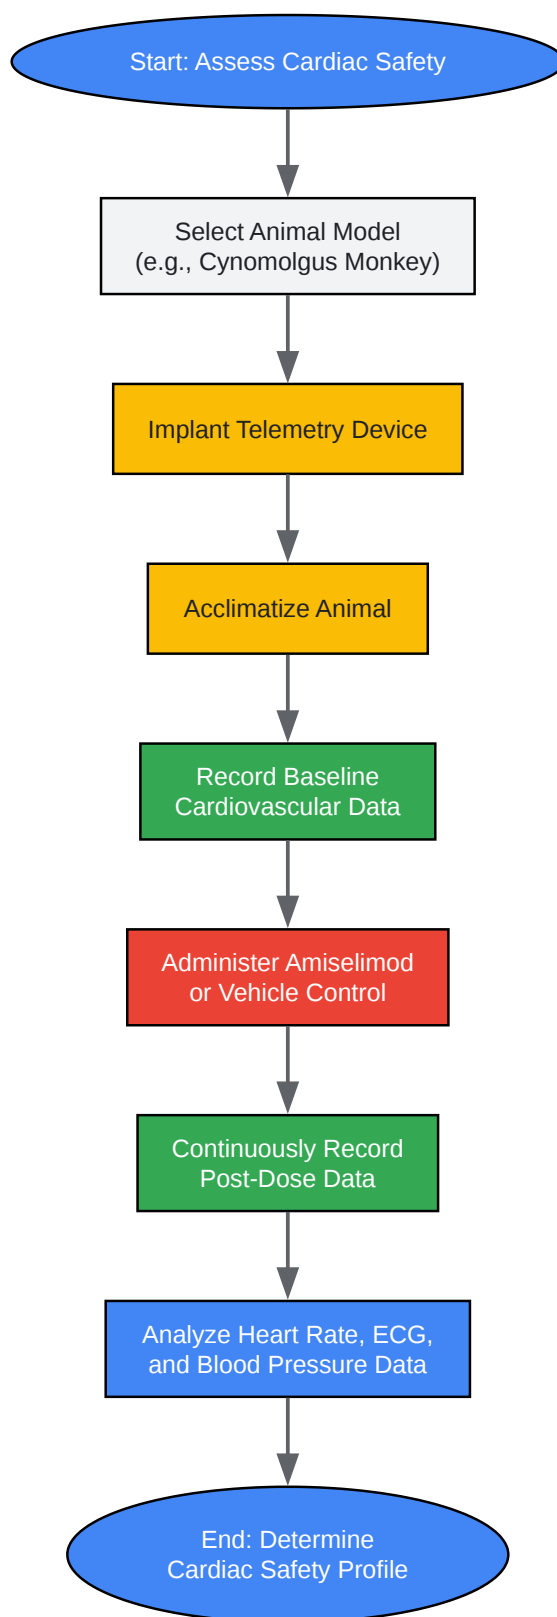 Start: Assess Cardiac Safety
Select Animal Model
(e.g., Cynomolgus Monkey)
Implant Telemetry Device
Acclimatize Animal
Record Baseline
Cardiovascular Data
Administer Amiselimod
or Vehicle Control
Continuously Record
Post-Dose Data
Analyze Heart Rate, ECG,
and Blood Pressure Data
End: Determine
Cardiac Safety Profile